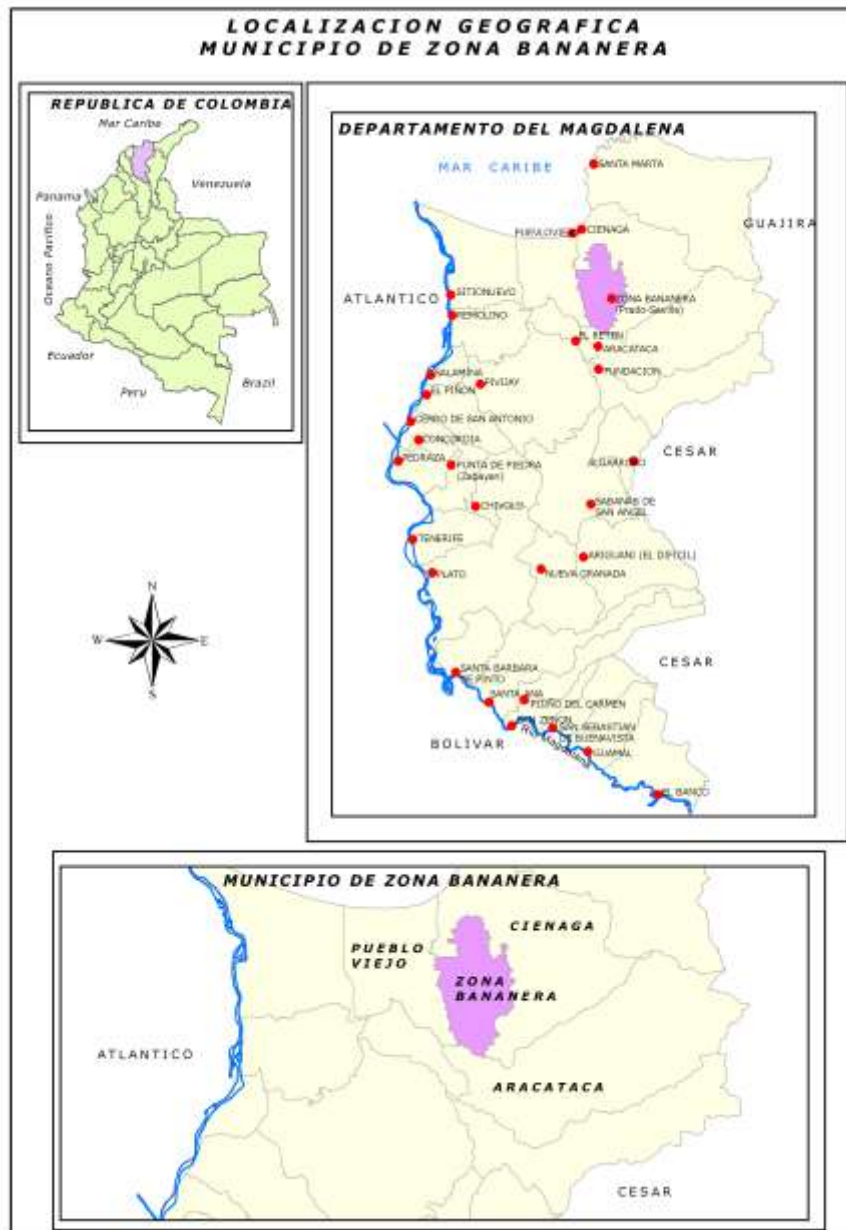 LOCALIZACION GEOGRAFICA
MUNICIPIO DE ZONA BANANERA
REPUBLICA DE COLOMBIA
Mar Caribe
Venezuela
Panama
Oceano Pacifico
Ecuador
Peru
Brazil
DEPARTAMENTO DEL MAGDALENA
MAR CARIBE
SANTA MARTA
GUAJIRA
CIENAGA
ATLANTICO
SITIONUEVO
ZONA BANANERA
(Prado-Sevilla)
REMOLINO
EL RETEN
ARACATACA
FUNDACION
SALAMINA
PIVIJAY
EL PIÑON
CERRO DE SAN ANTONIO
CONCORDIA
CESAR
PEDRAZA
PUNTA DE PIEDRA
(Zapayan)
ALGARROBO
CHIVOLO
SABANAS DE
SAN ANGEL
TENERIFE
ARIGUANI (EL DIFICIL)
PLATO
NUEVA GRANADA
N
W
E
S
CESAR
SANTA BARBARA
DE PINTO
SANTA ANA
PIJIÑO DEL CARMEN
SAN ZENON
SAN SEBASTIAN
DE BUENAVISTA
BOLIVAR
Rio Magdalena
GUAMAL
EL BANCO
MUNICIPIO DE ZONA BANANERA
CIENAGA
PUEBLO
VIEJO
ZONA
BANANERA
ATLANTICO
ARACATACA
CESAR